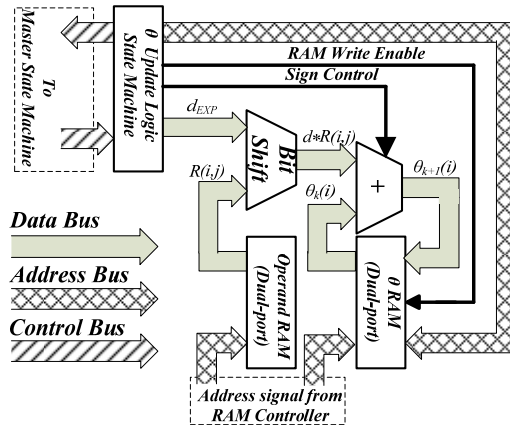 To
Master State Machine
θ Update Logic
State Machine
RAM Write Enable
Sign Control
d_EXP
Bit
Shift
d*R(i,j)
R(i,j)
θ_k(i)
+
θ_{k+1}(i)
Data Bus
Address Bus
Control Bus
Operand RAM
(Dual-port)
θ RAM
(Dual-port)
Address signal from
RAM Controller